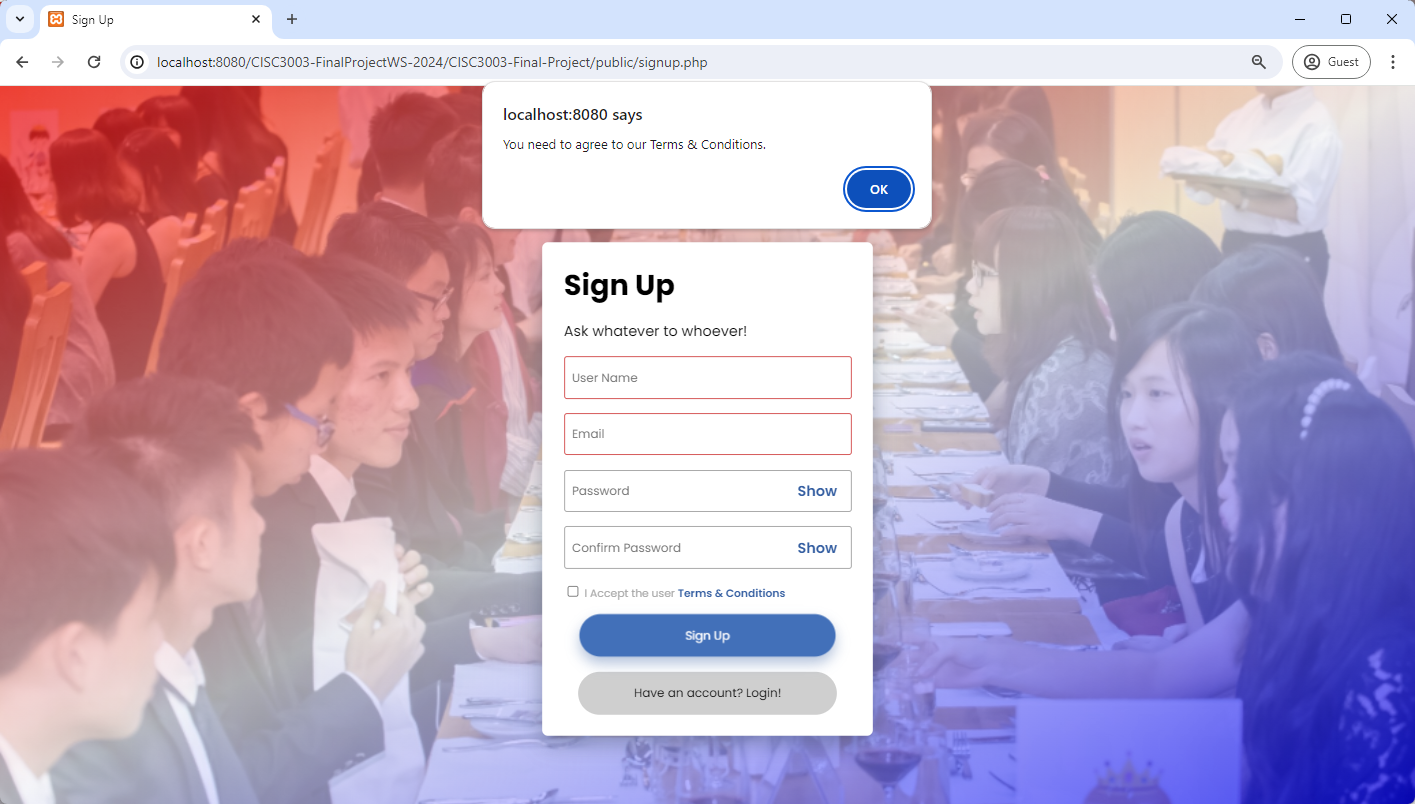 Sign Up
localhost:8080/CISC3003-FinalProjectWS-2024/CISC3003-Final-Project/public/signup.php
Guest
localhost:8080 says
You need to agree to our Terms & Conditions.
OK
Sign Up
Ask whatever to whoever!
User Name
Email
Password
Show
Confirm Password
Show
I Accept the user Terms & Conditions
Sign Up
Have an account? Login!